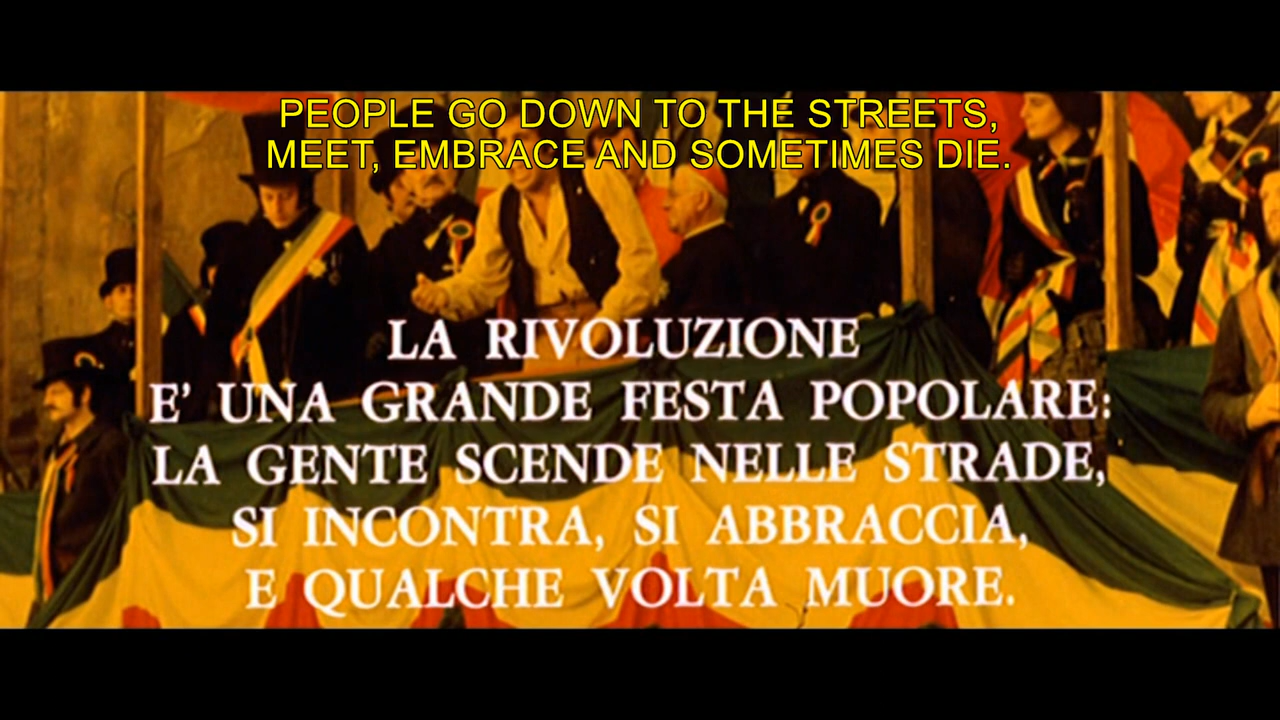 PEOPLE GO DOWN TO THE STREETS,
MEET, EMBRACE AND SOMETIMES DIE.
LA RIVOLUZIONE
E' UNA GRANDE FESTA POPOLARE:
LA GENTE SCENDE NELLE STRADE,
SI INCONTRA, SI ABBRACCIA,
E QUALCHE VOLTA MUORE.